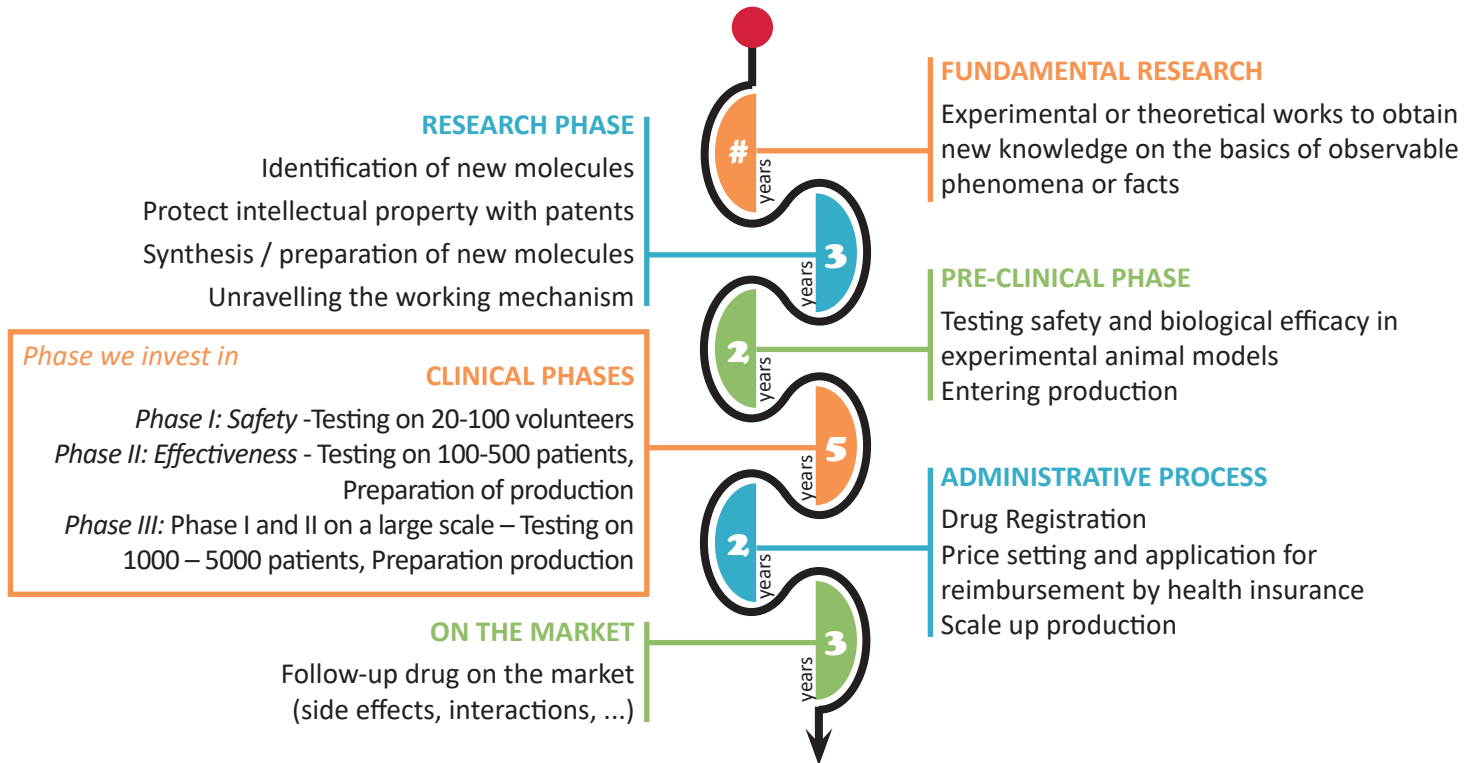 FUNDAMENTAL RESEARCH
Experimental or theoretical works to obtain
new knowledge on the basics of observable
phenomena or facts
#
years
RESEARCH PHASE
Identification of new molecules
Protect intellectual property with patents
Synthesis / preparation of new molecules
Unravelling the working mechanism
3
years
PRE-CLINICAL PHASE
Testing safety and biological efficacy in
experimental animal models
Entering production
2
years
Phase we invest in
CLINICAL PHASES
Phase I: Safety -Testing on 20-100 volunteers
Phase II: Effectiveness - Testing on 100-500 patients,
Preparation of production
Phase III: Phase I and II on a large scale – Testing on
1000 – 5000 patients, Preparation production
5
years
ADMINISTRATIVE PROCESS
Drug Registration
Price setting and application for
reimbursement by health insurance
Scale up production
2
years
ON THE MARKET
Follow-up drug on the market
(side effects, interactions, ...)
3
years